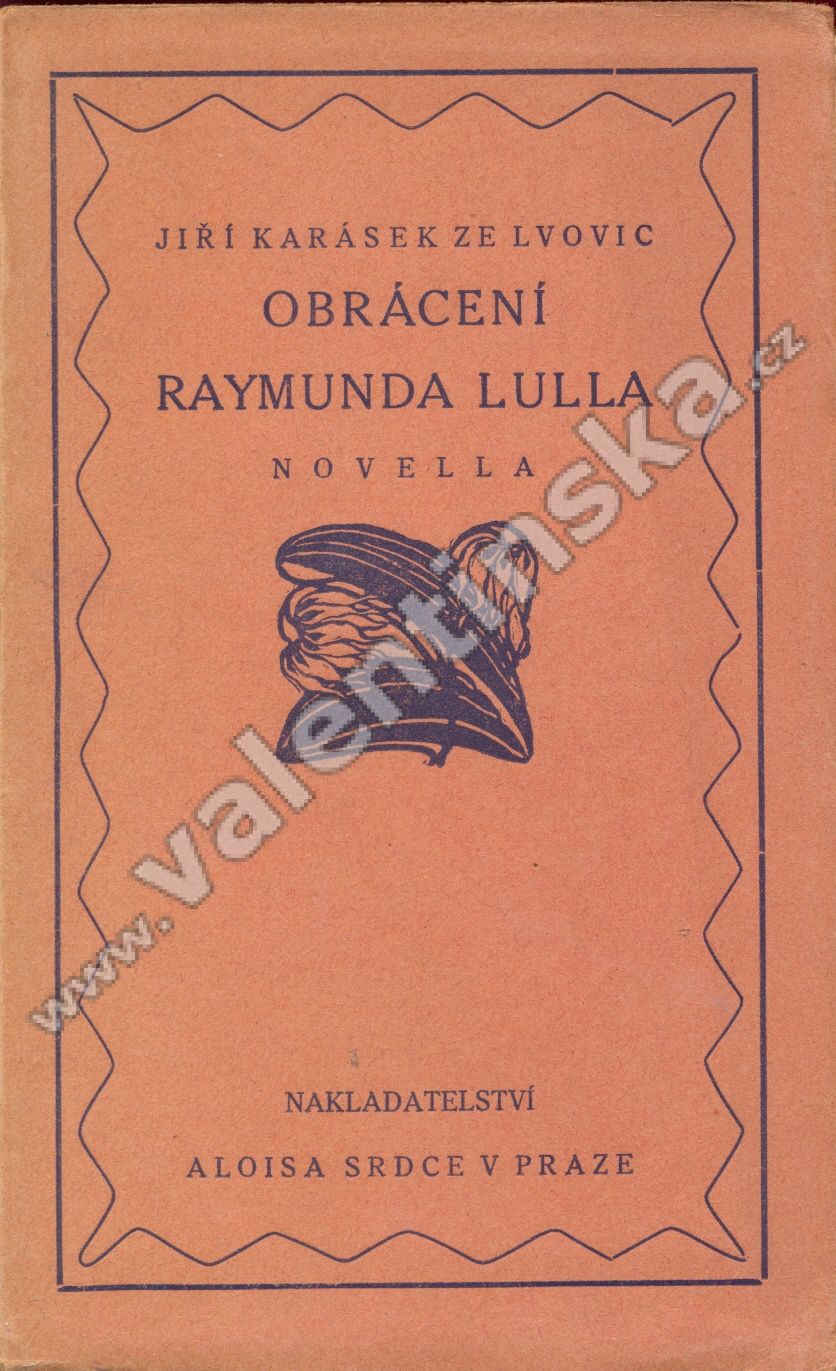 JIŘÍ KARÁSEK ZE LVOVIC
OBRÁCENÍ
RAYMUNDA LULLA
NOVELLA
www.valentinska.cz
NAKLADATELSTVÍ
ALOISA SRDCE V PRAZE